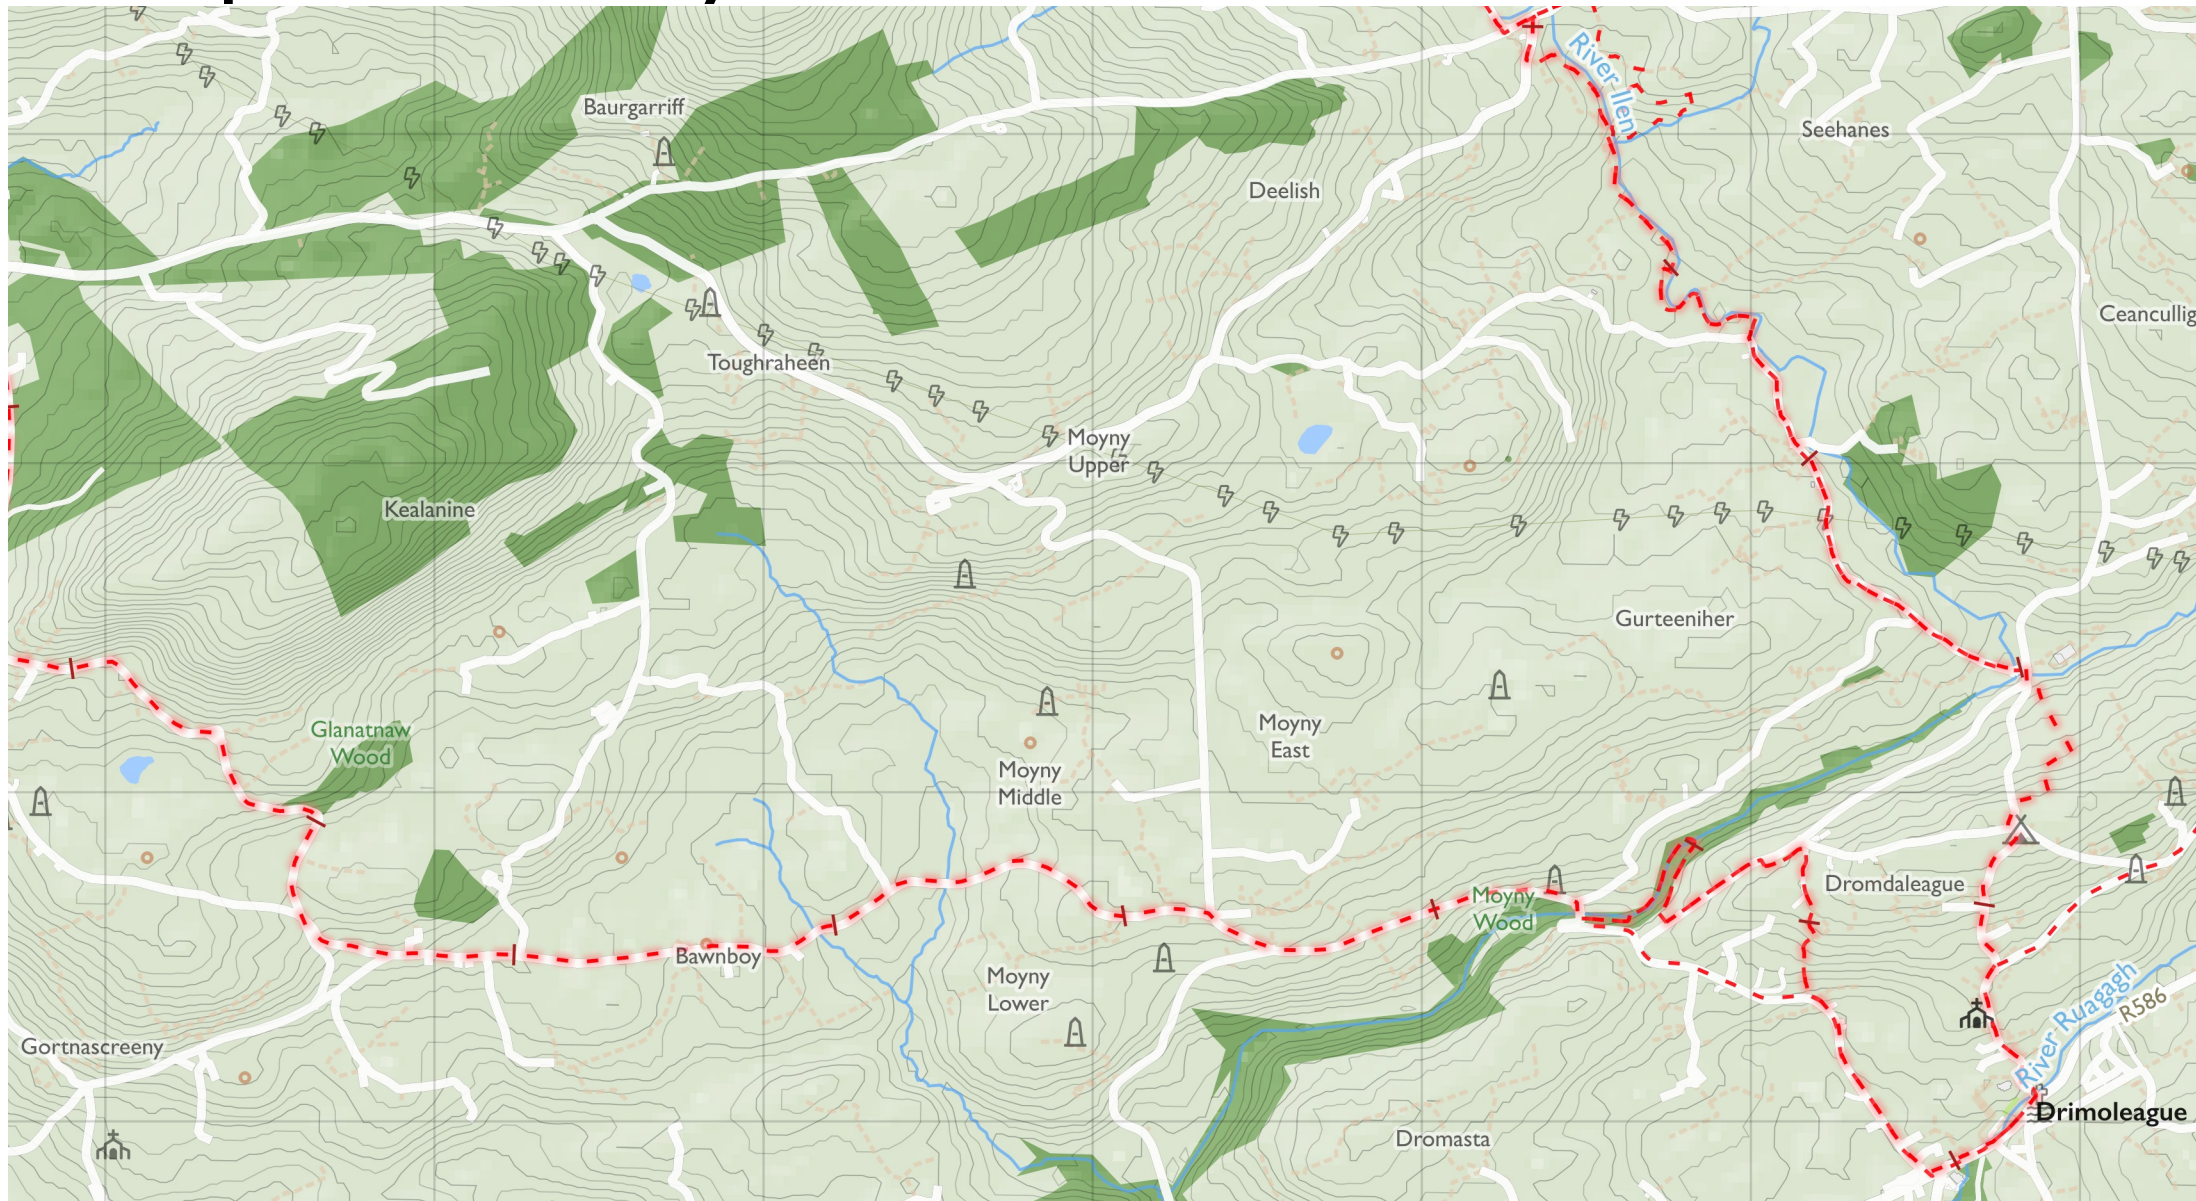 River Ilen
Baurgarriff
Seehanes
Deelish
Ceancullig
Toughraheen
Moyny
Upper
Kealanine
Gurteeniher
Glanatnaw
Wood
Moyny
East
Moyny
Middle
Dromdaleague
Moyny
Wood
Bawnboy
Moyny
Lower
River Ruagagh
R586
Gortnascreeny
Drimoleague
Dromasta